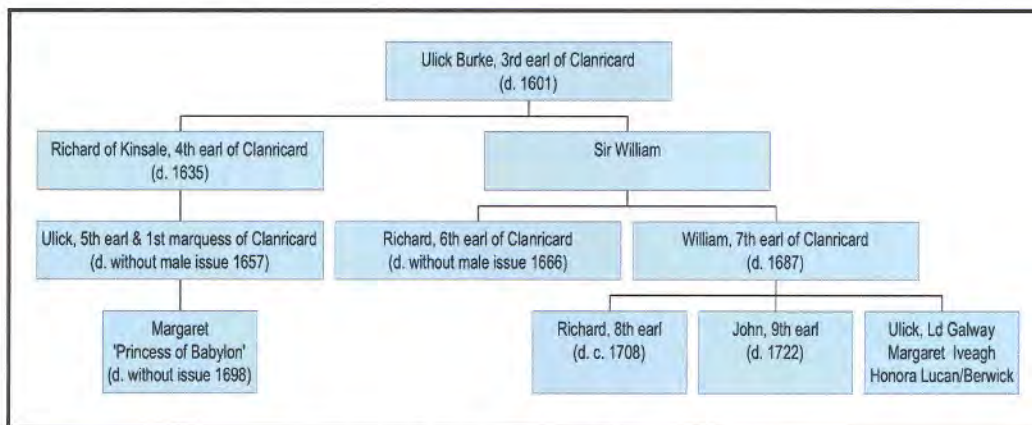 Ulick Burke, 3rd earl of Clanricard
(d. 1601)
Richard of Kinsale, 4th earl of Clanricard
(d. 1635)
Sir William
Ulick, 5th earl & 1st marquess of Clanricard
(d. without male issue 1657)
Richard, 6th earl of Clanricard
(d. without male issue 1666)
William, 7th earl of Clanricard
(d. 1687)
Margaret
'Princess of Babylon'
(d. without issue 1698)
Richard, 8th earl
(d. c. 1708)
John, 9th earl
(d. 1722)
Ulick, Ld Galway
Margaret Iveagh
Honora Lucan/Berwick